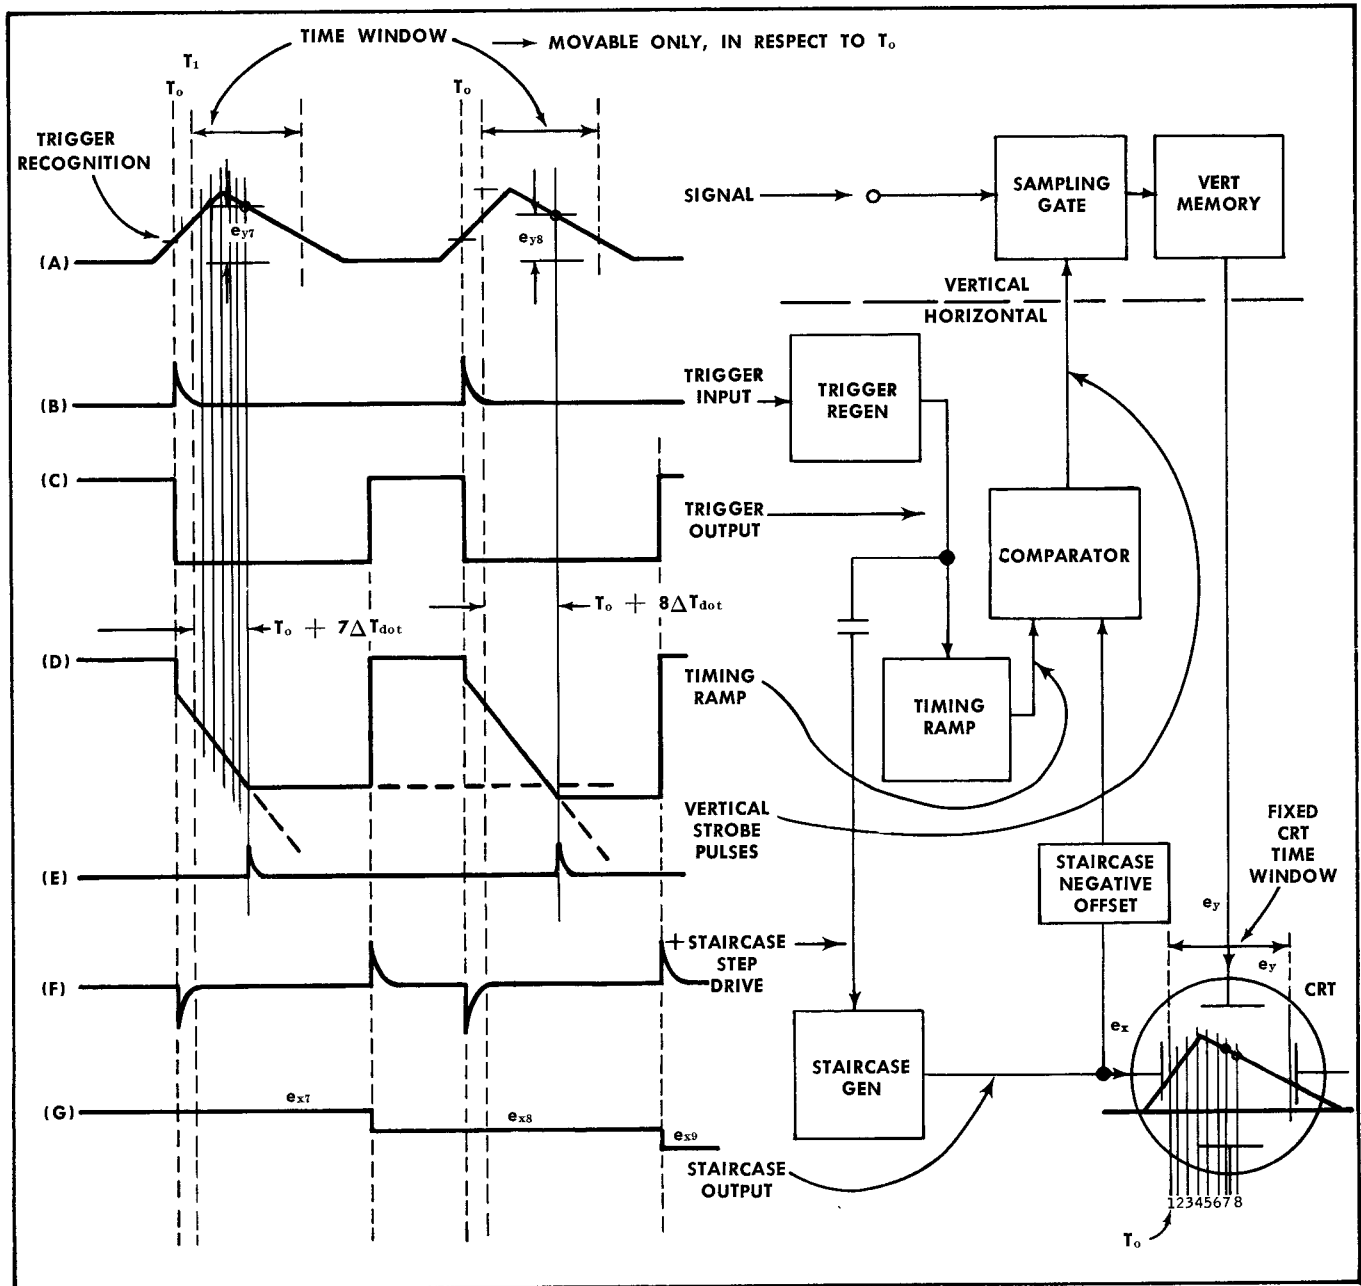 TIME WINDOW
MOVABLE ONLY, IN RESPECT TO To
T1
To
To
TRIGGER
RECOGNITION
SIGNAL
SAMPLING
GATE
VERT
MEMORY
ey7
ey8
(A)
VERTICAL
HORIZONTAL
TRIGGER
INPUT
TRIGGER
REGEN
(B)
(C)
TRIGGER
OUTPUT
COMPARATOR
To + 7ΔTdot
To + 8ΔTdot
(D)
TIMING
RAMP
TIMING
RAMP
VERTICAL
STROBE
PULSES
FIXED
CRT
TIME
WINDOW
STAIRCASE
NEGATIVE
OFFSET
(E)
ey
+ STAIRCASE
STEP
DRIVE
ey
CRT
(F)
ex
STAIRCASE
GEN
(G)
ex7
ex8
ex9
STAIRCASE
OUTPUT
12345678
To